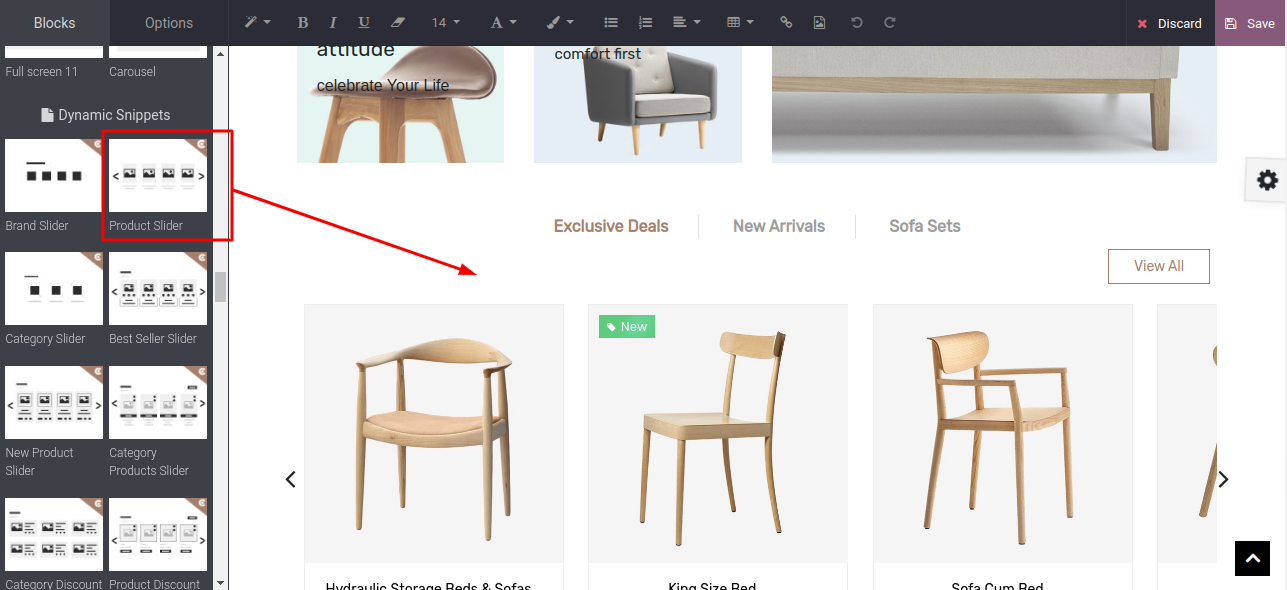 Blocks
Options
B I U
14
A
Discard
Save
Full screen 11
Carousel
Dynamic Snippets
Brand Slider
Product Slider
Category Slider
Best Seller Slider
New Product
Slider
Category
Products Slider
Category Discount
Product Discount
attitude
celebrate Your Life
comfort first
Exclusive Deals
New Arrivals
Sofa Sets
View All
New
Hydraulic Storage Beds & Sofas
King Size Bed
Sofa Cum Bed